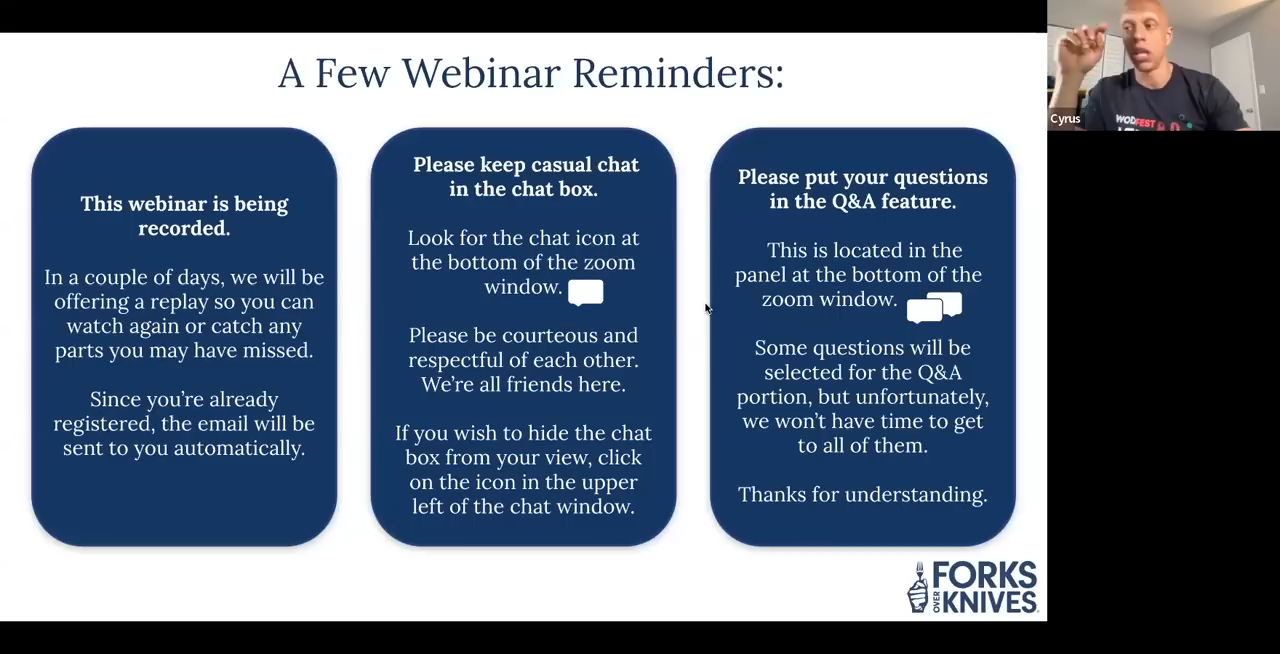 A Few Webinar Reminders:
This webinar is being
recorded.
In a couple of days, we will be
offering a replay so you can
watch again or catch any
parts you may have missed.
Since you're already
registered, the email will be
sent to you automatically.
Please keep casual chat
in the chat box.
Look for the chat icon at
the bottom of the zoom
window.
Please be courteous and
respectful of each other.
We're all friends here.
If you wish to hide the chat
box from your view, click
on the icon in the upper
left of the chat window.
Please put your questions
in the Q&A feature.
This is located in the
panel at the bottom of the
zoom window.
Some questions will be
selected for the Q&A
portion, but unfortunately,
we won't have time to get
to all of them.
Thanks for understanding.
FORKS
OVER
KNIVES
Cyrus
WODFEST